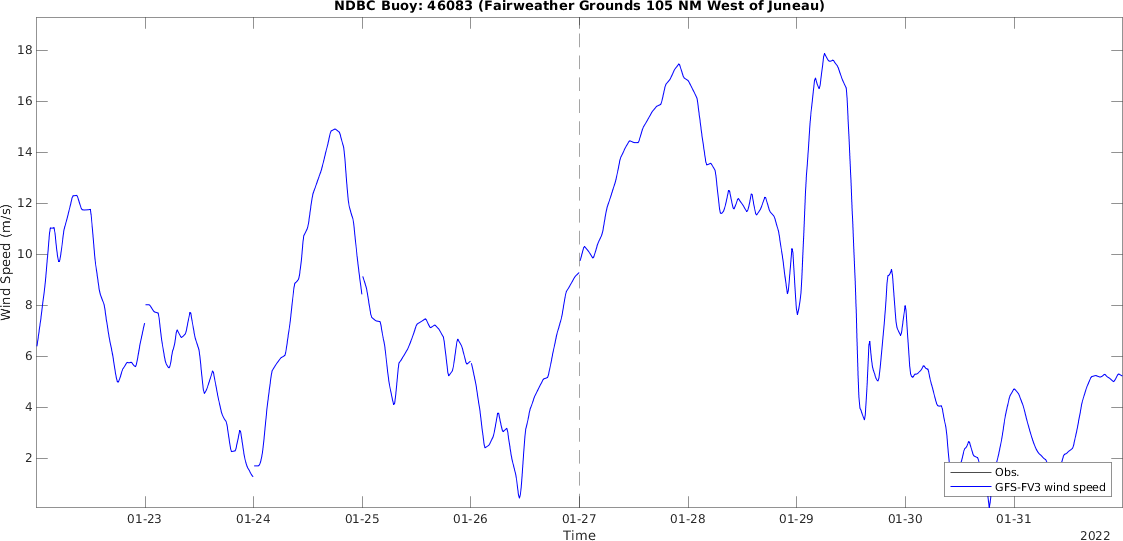 NDBC Buoy: 46083 (Fairweather Grounds 105 NM West of Juneau)
18
16
14
12
10
8
6
4
2
Wind Speed (m/s)
Obs.
GFS-FV3 wind speed
01-23 01-24 01-25 01-26 01-27 01-28 01-29 01-30 01-31
Time
2022